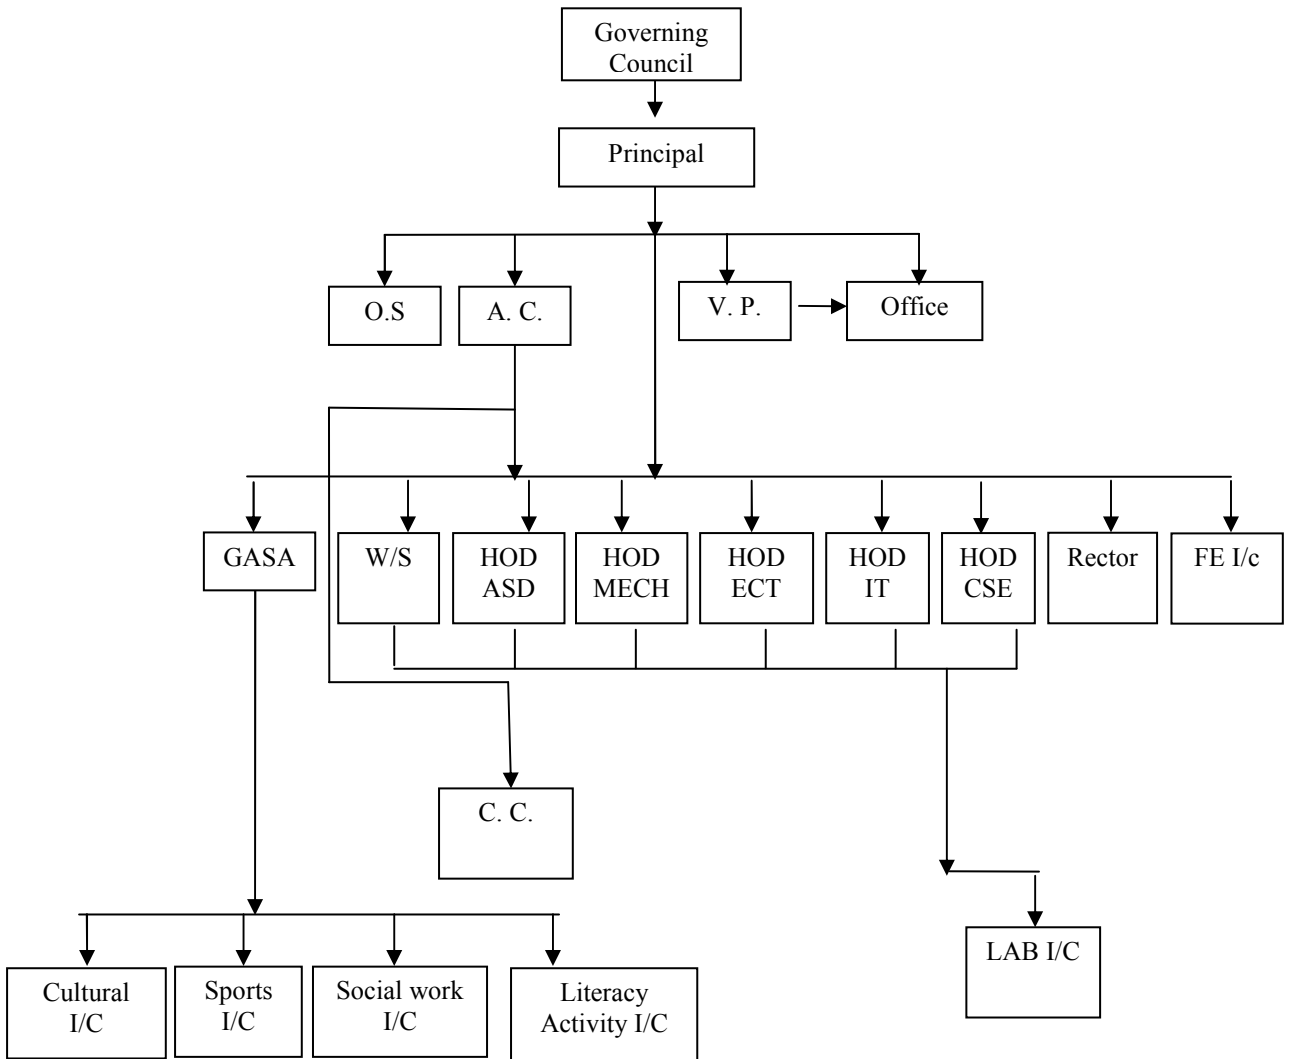 Governing
Council
Principal
O.S
A. C.
V. P.
Office
GASA
W/S
HOD
ASD
HOD
MECH
HOD
ECT
HOD
IT
HOD
CSE
Rector
FE I/c
C. C.
LAB I/C
Cultural
I/C
Sports
I/C
Social work
I/C
Literacy
Activity I/C